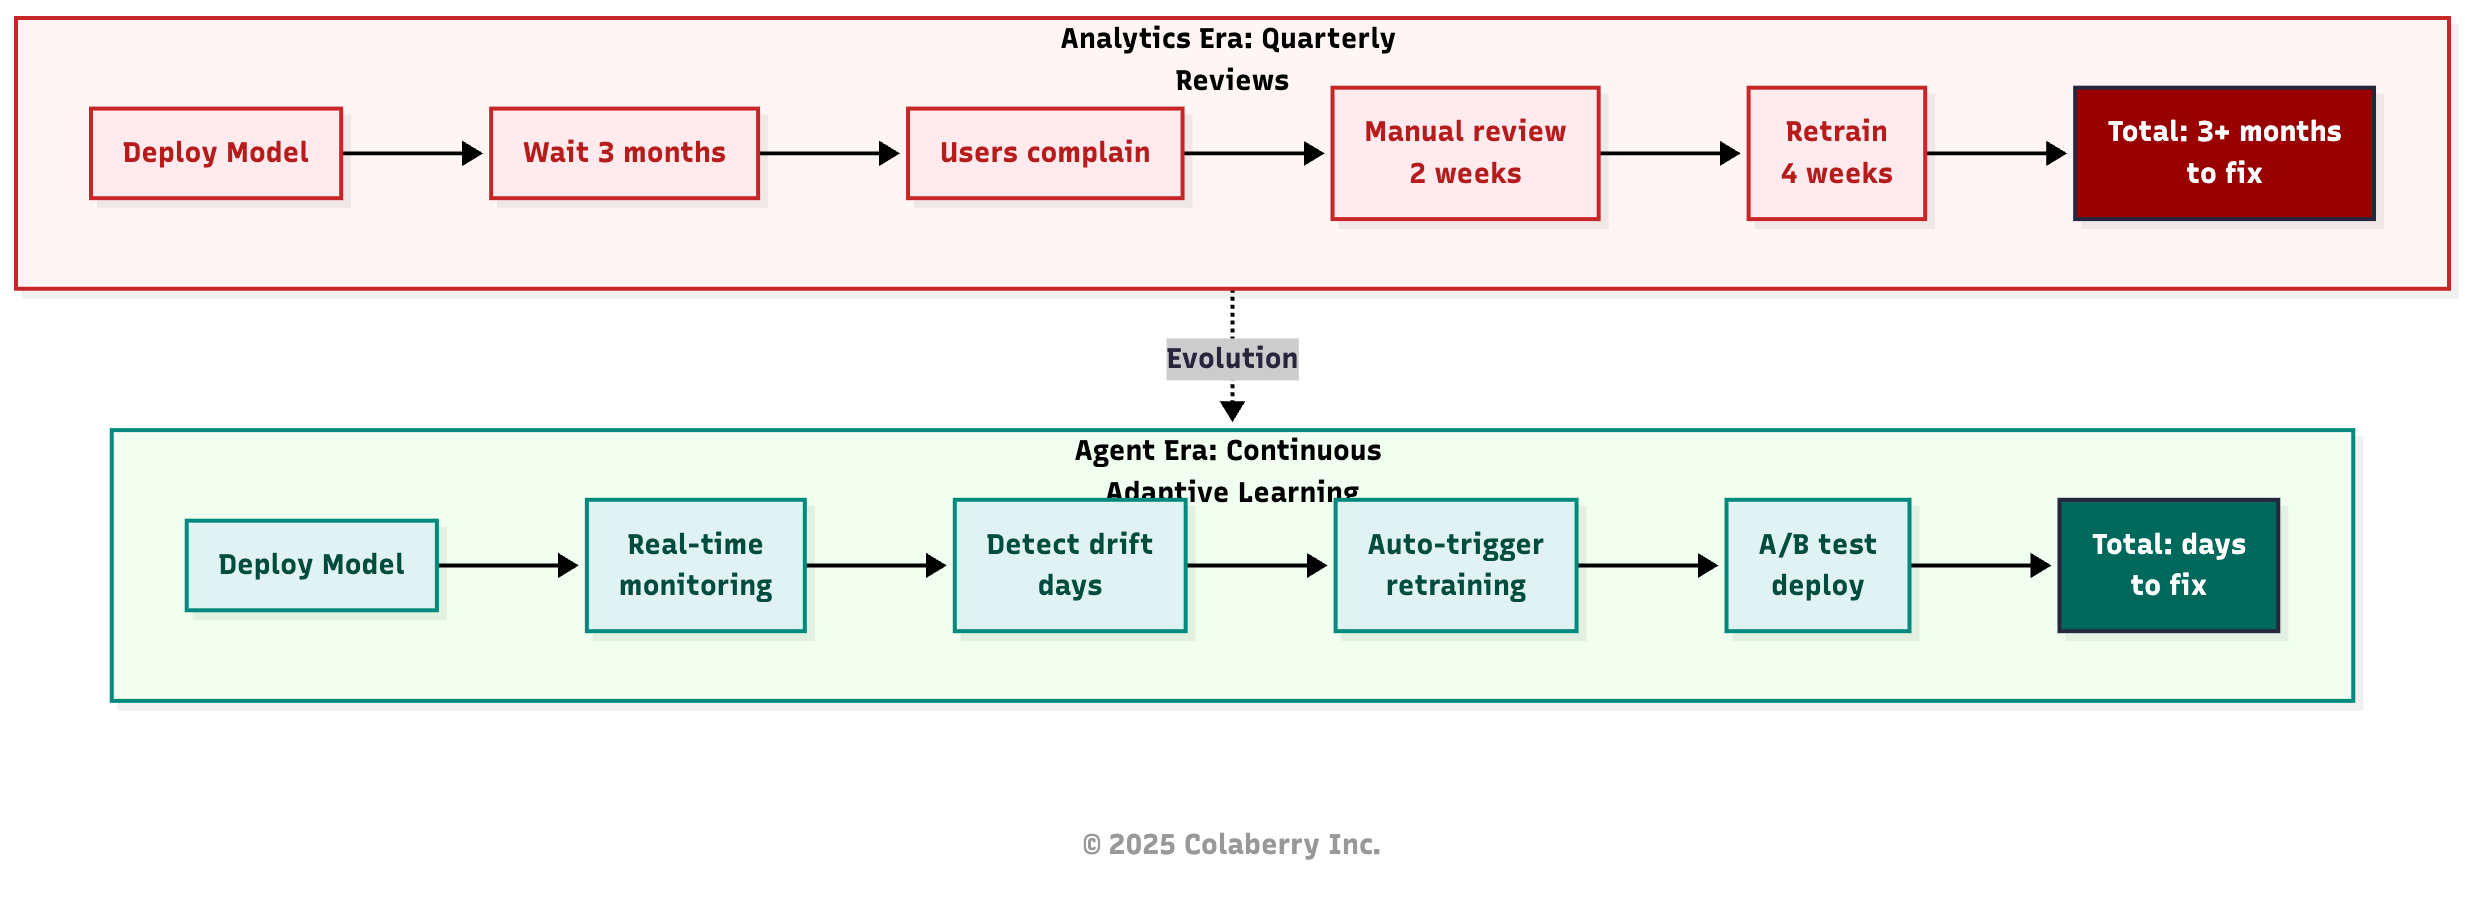 Analytics Era: Quarterly
Reviews
Deploy Model
Wait 3 months
Users complain
Manual review
2 weeks
Retrain
4 weeks
Total: 3+ months
to fix
Evolution
Agent Era: Continuous
Adaptive Learning
Deploy Model
Real-time
monitoring
Detect drift
days
Auto-trigger
retraining
A/B test
deploy
Total: days
to fix
© 2025 Colaberry Inc.